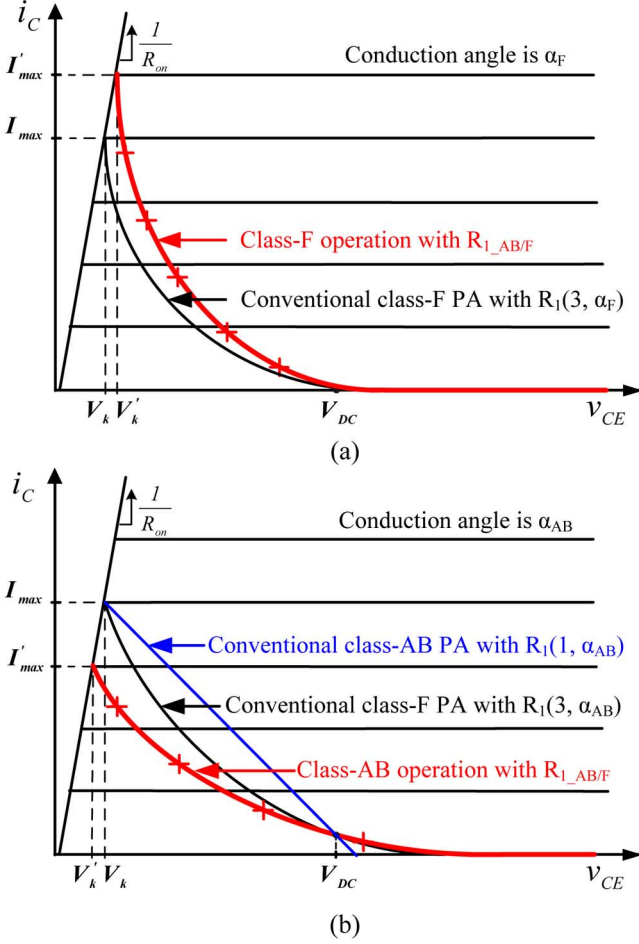 i_C
1
R_on
Conduction angle is α_F
I'_max
I_max
Class-F operation with R_1_AB/F
Conventional class-F PA with R_1(3, α_F)
V_k V'_k V_DC v_CE
(a)
i_C
1
R_on
Conduction angle is α_AB
I_max
Conventional class-AB PA with R_1(1, α_AB)
I'_max
Conventional class-F PA with R_1(3, α_AB)
Class-AB operation with R_1_AB/F
V'_k V_k V_DC v_CE
(b)